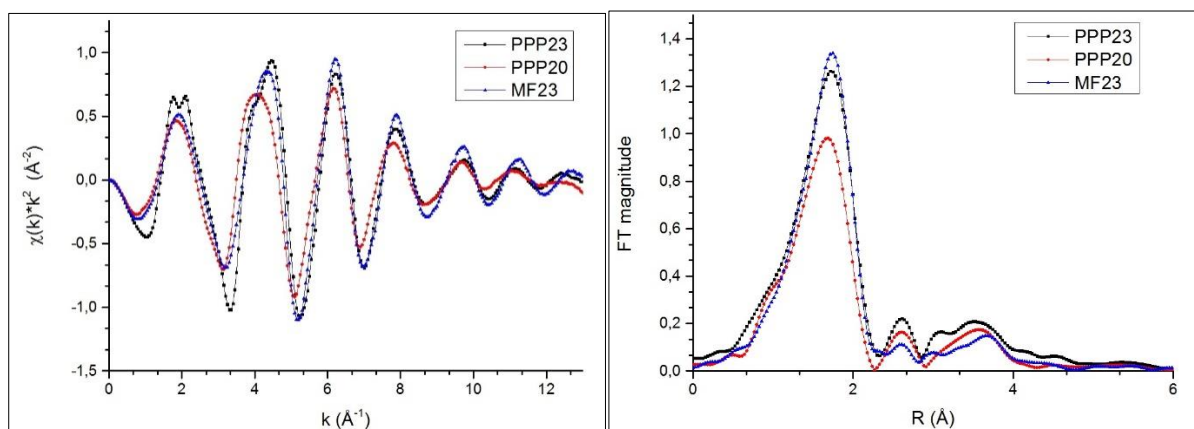 1,0
0,5
0,0
-0,5
-1,0
-1,5
χ(k)*k² (Å⁻²)
PPP23
PPP20
MF23
0 2 4 6 8 10 12
k (Å⁻¹)
1,4
1,2
1,0
0,8
0,6
0,4
0,2
0,0
FT magnitude
PPP23
PPP20
MF23
0 2 4 6
R (Å)